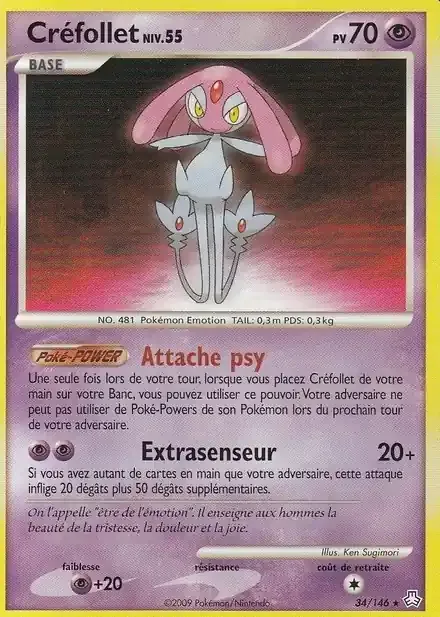 Créfollet NIV.55 PV 70
BASE
NO. 481 Pokémon Emotion TAIL: 0,3 m PDS: 0,3 kg
Poké-POWER Attache psy
Une seule fois lors de votre tour, lorsque vous placez Créfollet de votre
main sur votre Banc, vous pouvez utiliser ce pouvoir. Votre adversaire ne
peut pas utiliser de Poké-Powers de son Pokémon lors du prochain tour
de votre adversaire.
Extrasenseur 20+
Si vous avez autant de cartes en main que votre adversaire, cette attaque
inflige 20 dégâts plus 50 dégâts supplémentaires.
On l'appelle "être de l'émotion". Il enseigne aux hommes la
beauté de la tristesse, la douleur et la joie.
Illus. Ken Sugimori
faiblesse résistance coût de retraite
+20
©2009 Pokémon/Nintendo 34/146 ★